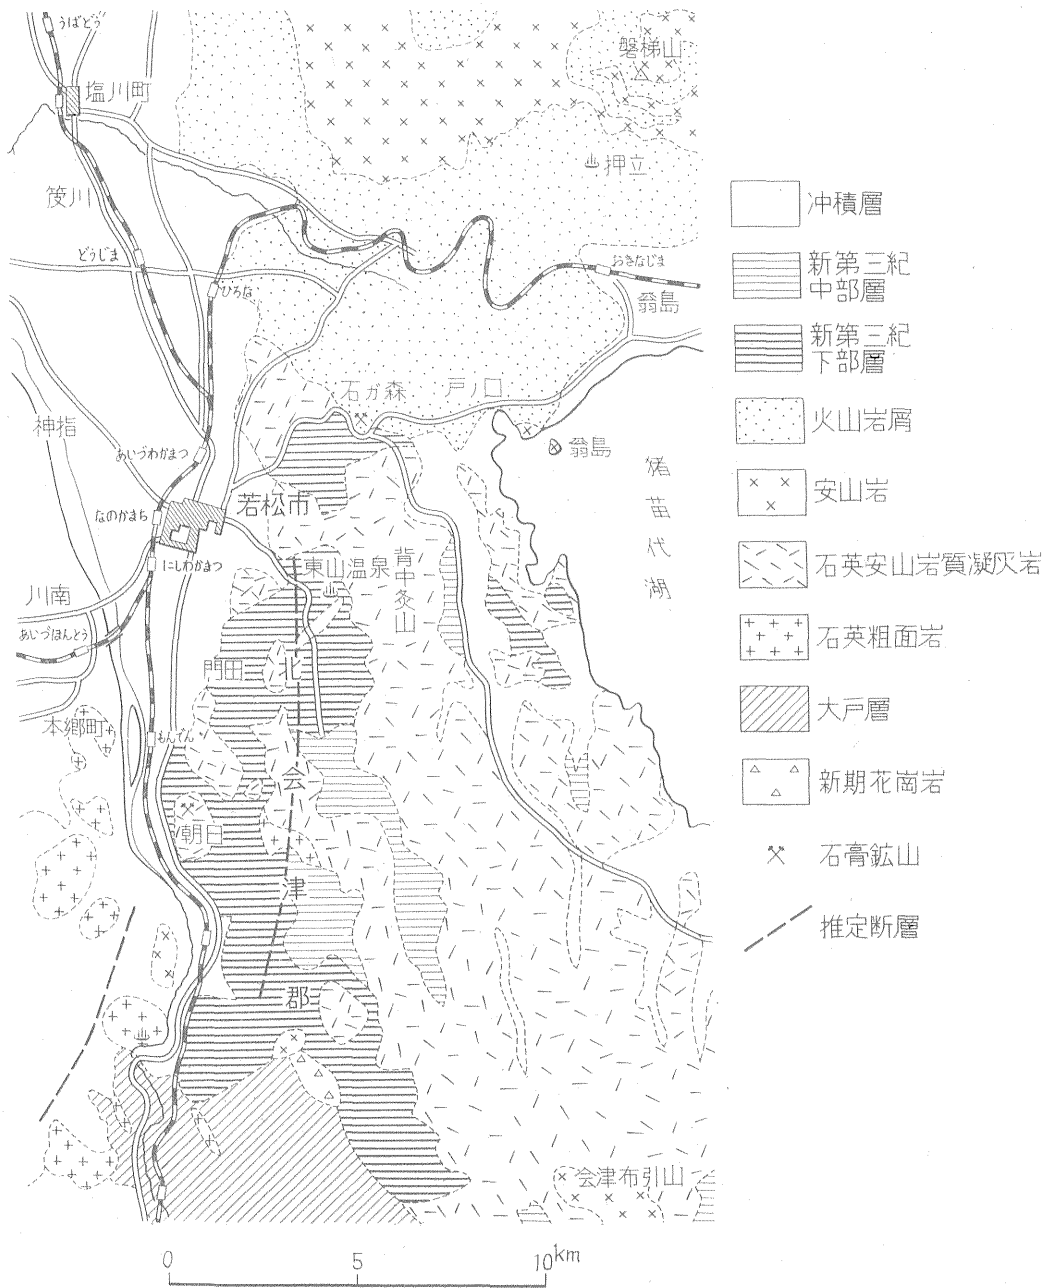 うばどう
磐梯山
塩川町
押立
笈川
どうじま
おきなじま
ひろた
翁島
石ガ森
戸ノ口
神指
あいづわかまつ
翁島
猪苗代湖
若松市
なのかまち
にしわかまつ
東山温泉
背中炙山
川南
あいづほんどう
門田
北会津郡
本郷町
もんでん
朝日
会津布引山
冲積層
新第三紀
中部層
新第三紀
下部層
火山岩屑
安山岩
石英安山岩質凝灰岩
石英粗面岩
大戸層
新期花崗岩
石膏鉱山
推定断層
0 5 10km